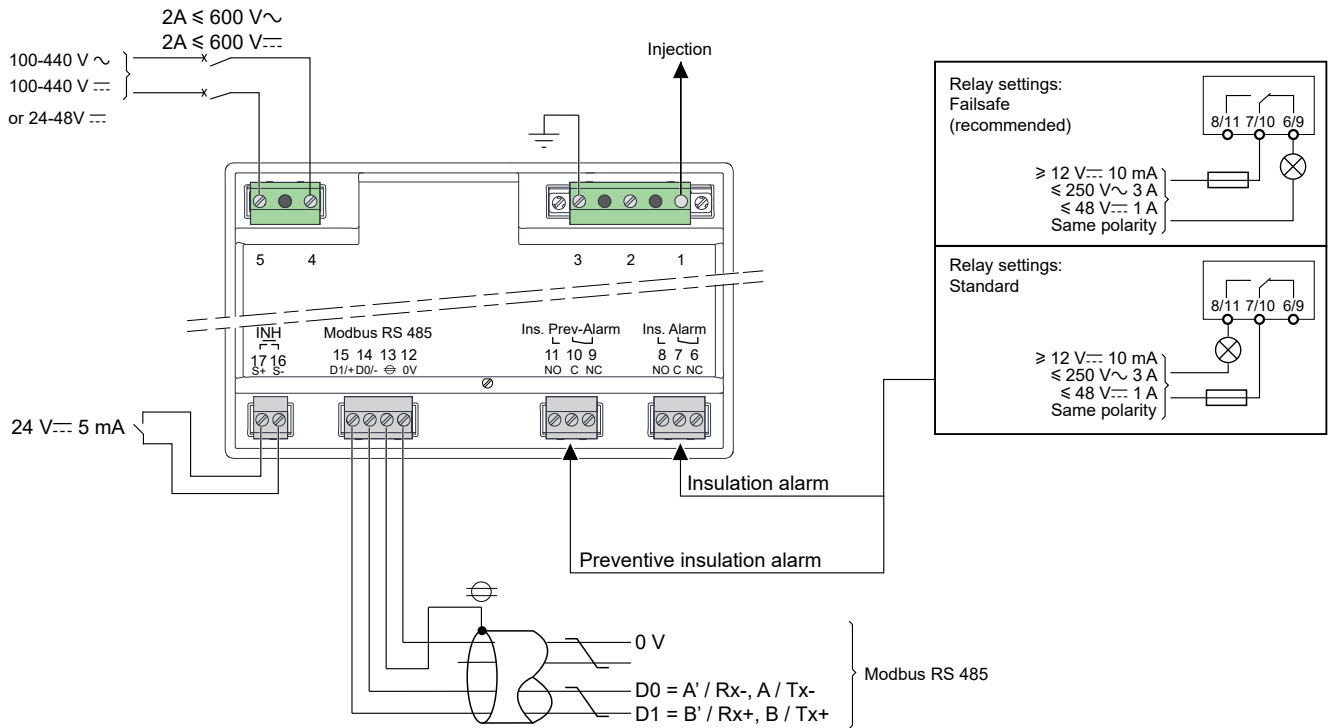 2A ≤ 600 V∿
2A ≤ 600 V⎓
100-440 V ∿
100-440 V ⎓
or 24-48V ⎓
Injection
5 4
3 2 1
INH
17 16
S+ S-
Modbus RS 485
15 14 13 12
D1/+ D0/- 0V
Ins. Prev-Alarm
11 10 9
NO C NC
Ins. Alarm
8 7 6
NO C NC
24 V⎓ 5 mA
Insulation alarm
Preventive insulation alarm
0 V
D0 = A' / Rx-, A / Tx-
D1 = B' / Rx+, B / Tx+
Modbus RS 485
Relay settings:
Failsafe
(recommended)
8/11 7/10 6/9
≥ 12 V⎓ 10 mA
≤ 250 V∿ 3 A
≤ 48 V⎓ 1 A
Same polarity
Relay settings:
Standard
8/11 7/10 6/9
≥ 12 V⎓ 10 mA
≤ 250 V∿ 3 A
≤ 48 V⎓ 1 A
Same polarity